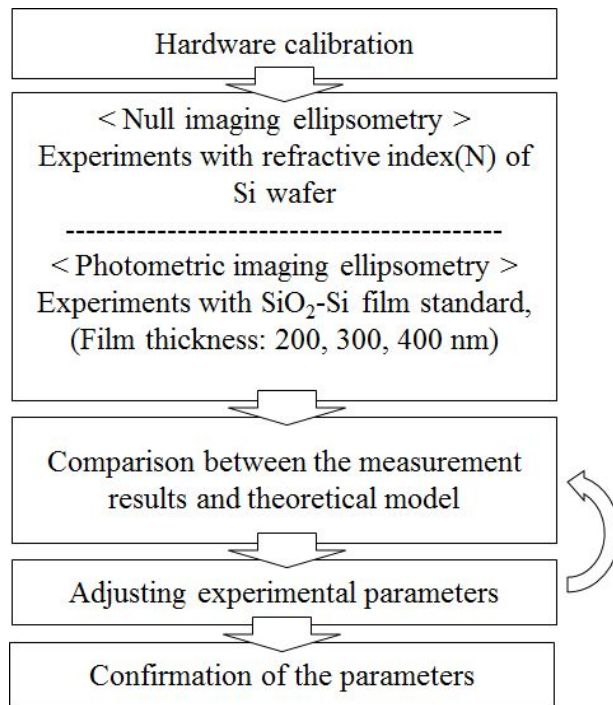 Hardware calibration
< Null imaging ellipsometry >
Experiments with refractive index(N) of
Si wafer
------------------------------------------
< Photometric imaging ellipsometry >
Experiments with SiO₂-Si film standard,
(Film thickness: 200, 300, 400 nm)
Comparison between the measurement
results and theoretical model
Adjusting experimental parameters
Confirmation of the parameters